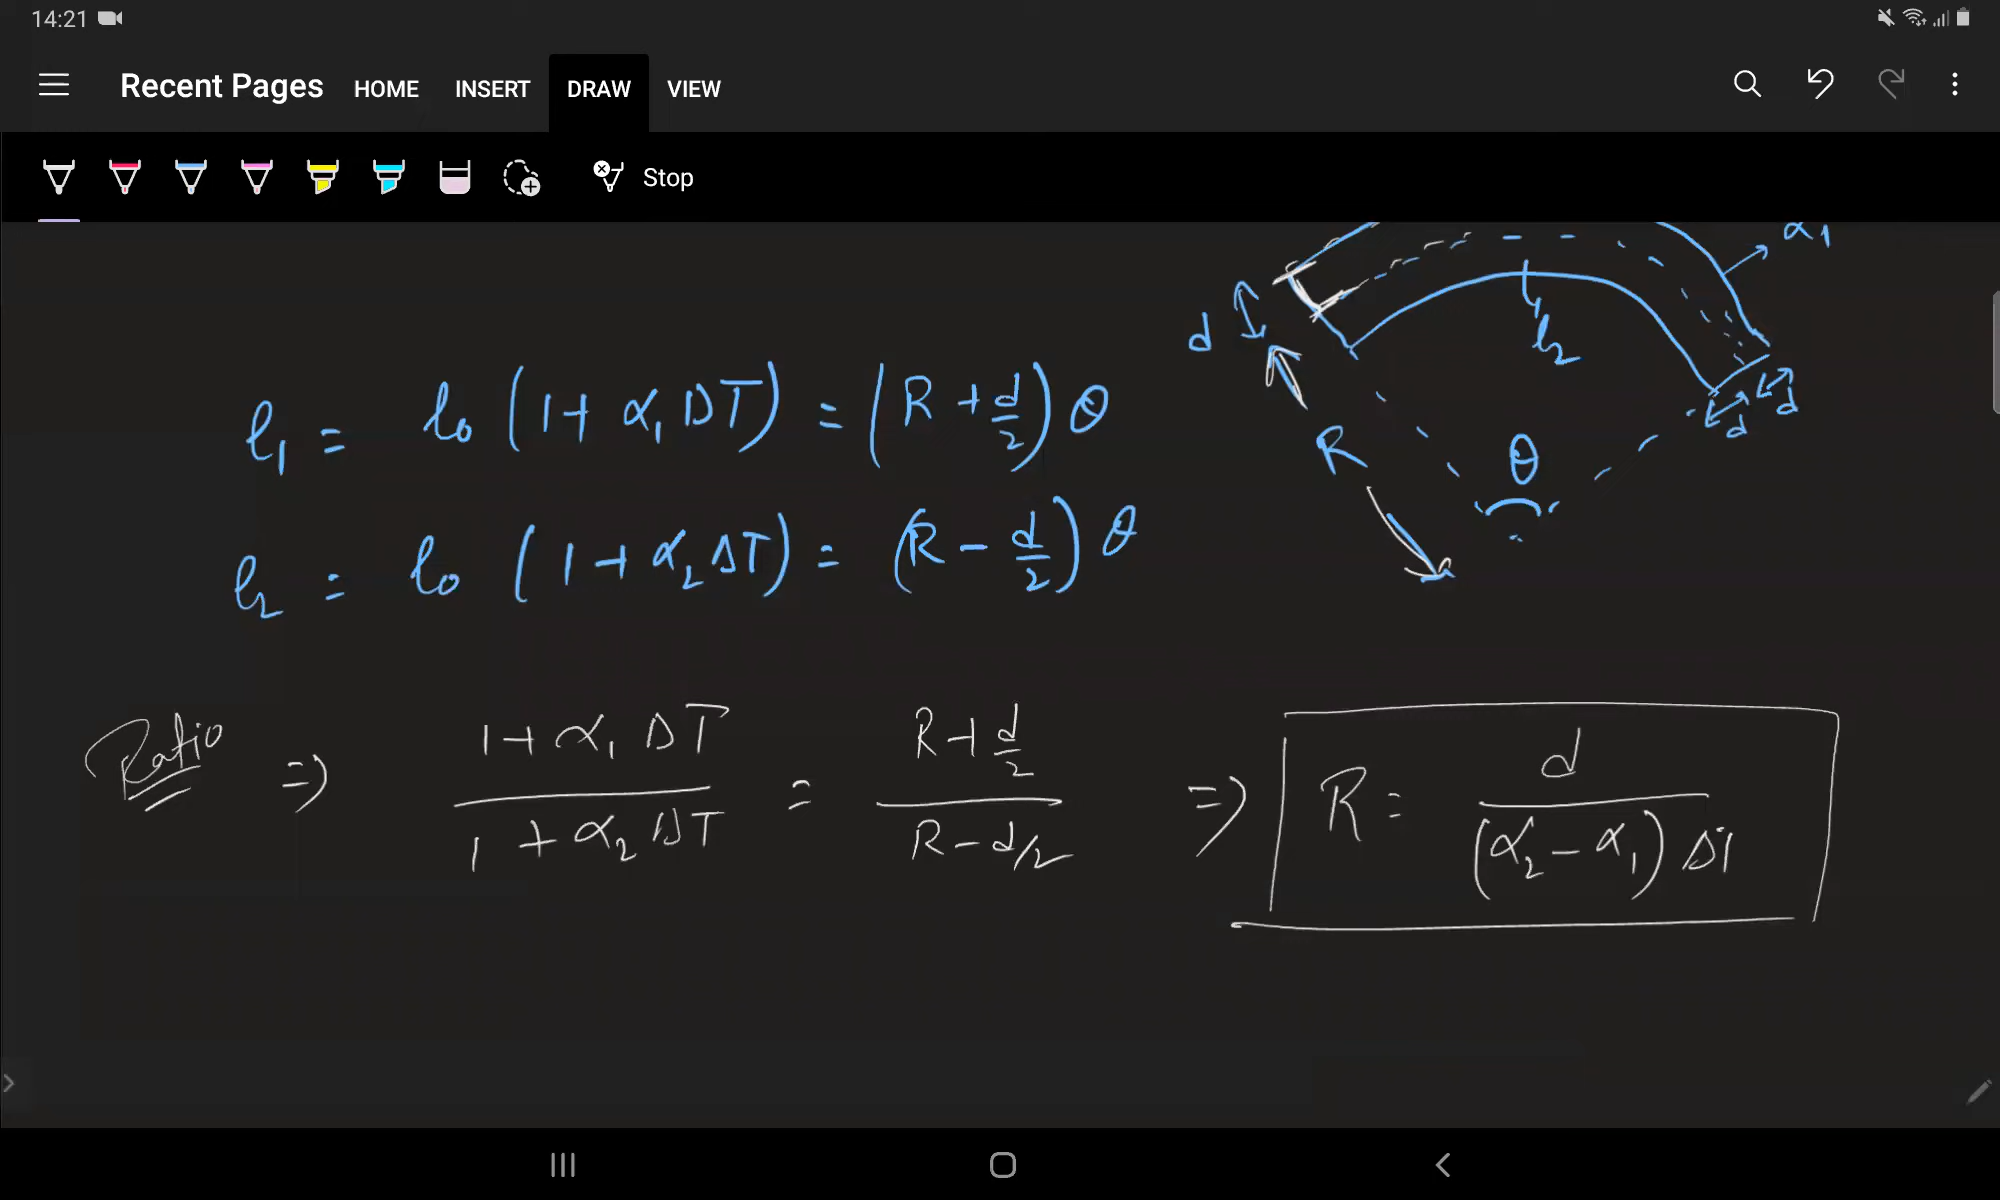 14:21
Recent Pages HOME INSERT DRAW VIEW
Stop
α₁
d
l₂
l₁ = l₀ (1 + α₁ ΔT) = (R + d/2) θ
d d
R
θ
l₂ = l₀ (1 + α₂ ΔT) = (R - d/2) θ
Ratio => (1 + α₁ ΔT)/(1 + α₂ ΔT) = (R + d/2)/(R - d/2) => R = d/((α₂ - α₁) ΔT)